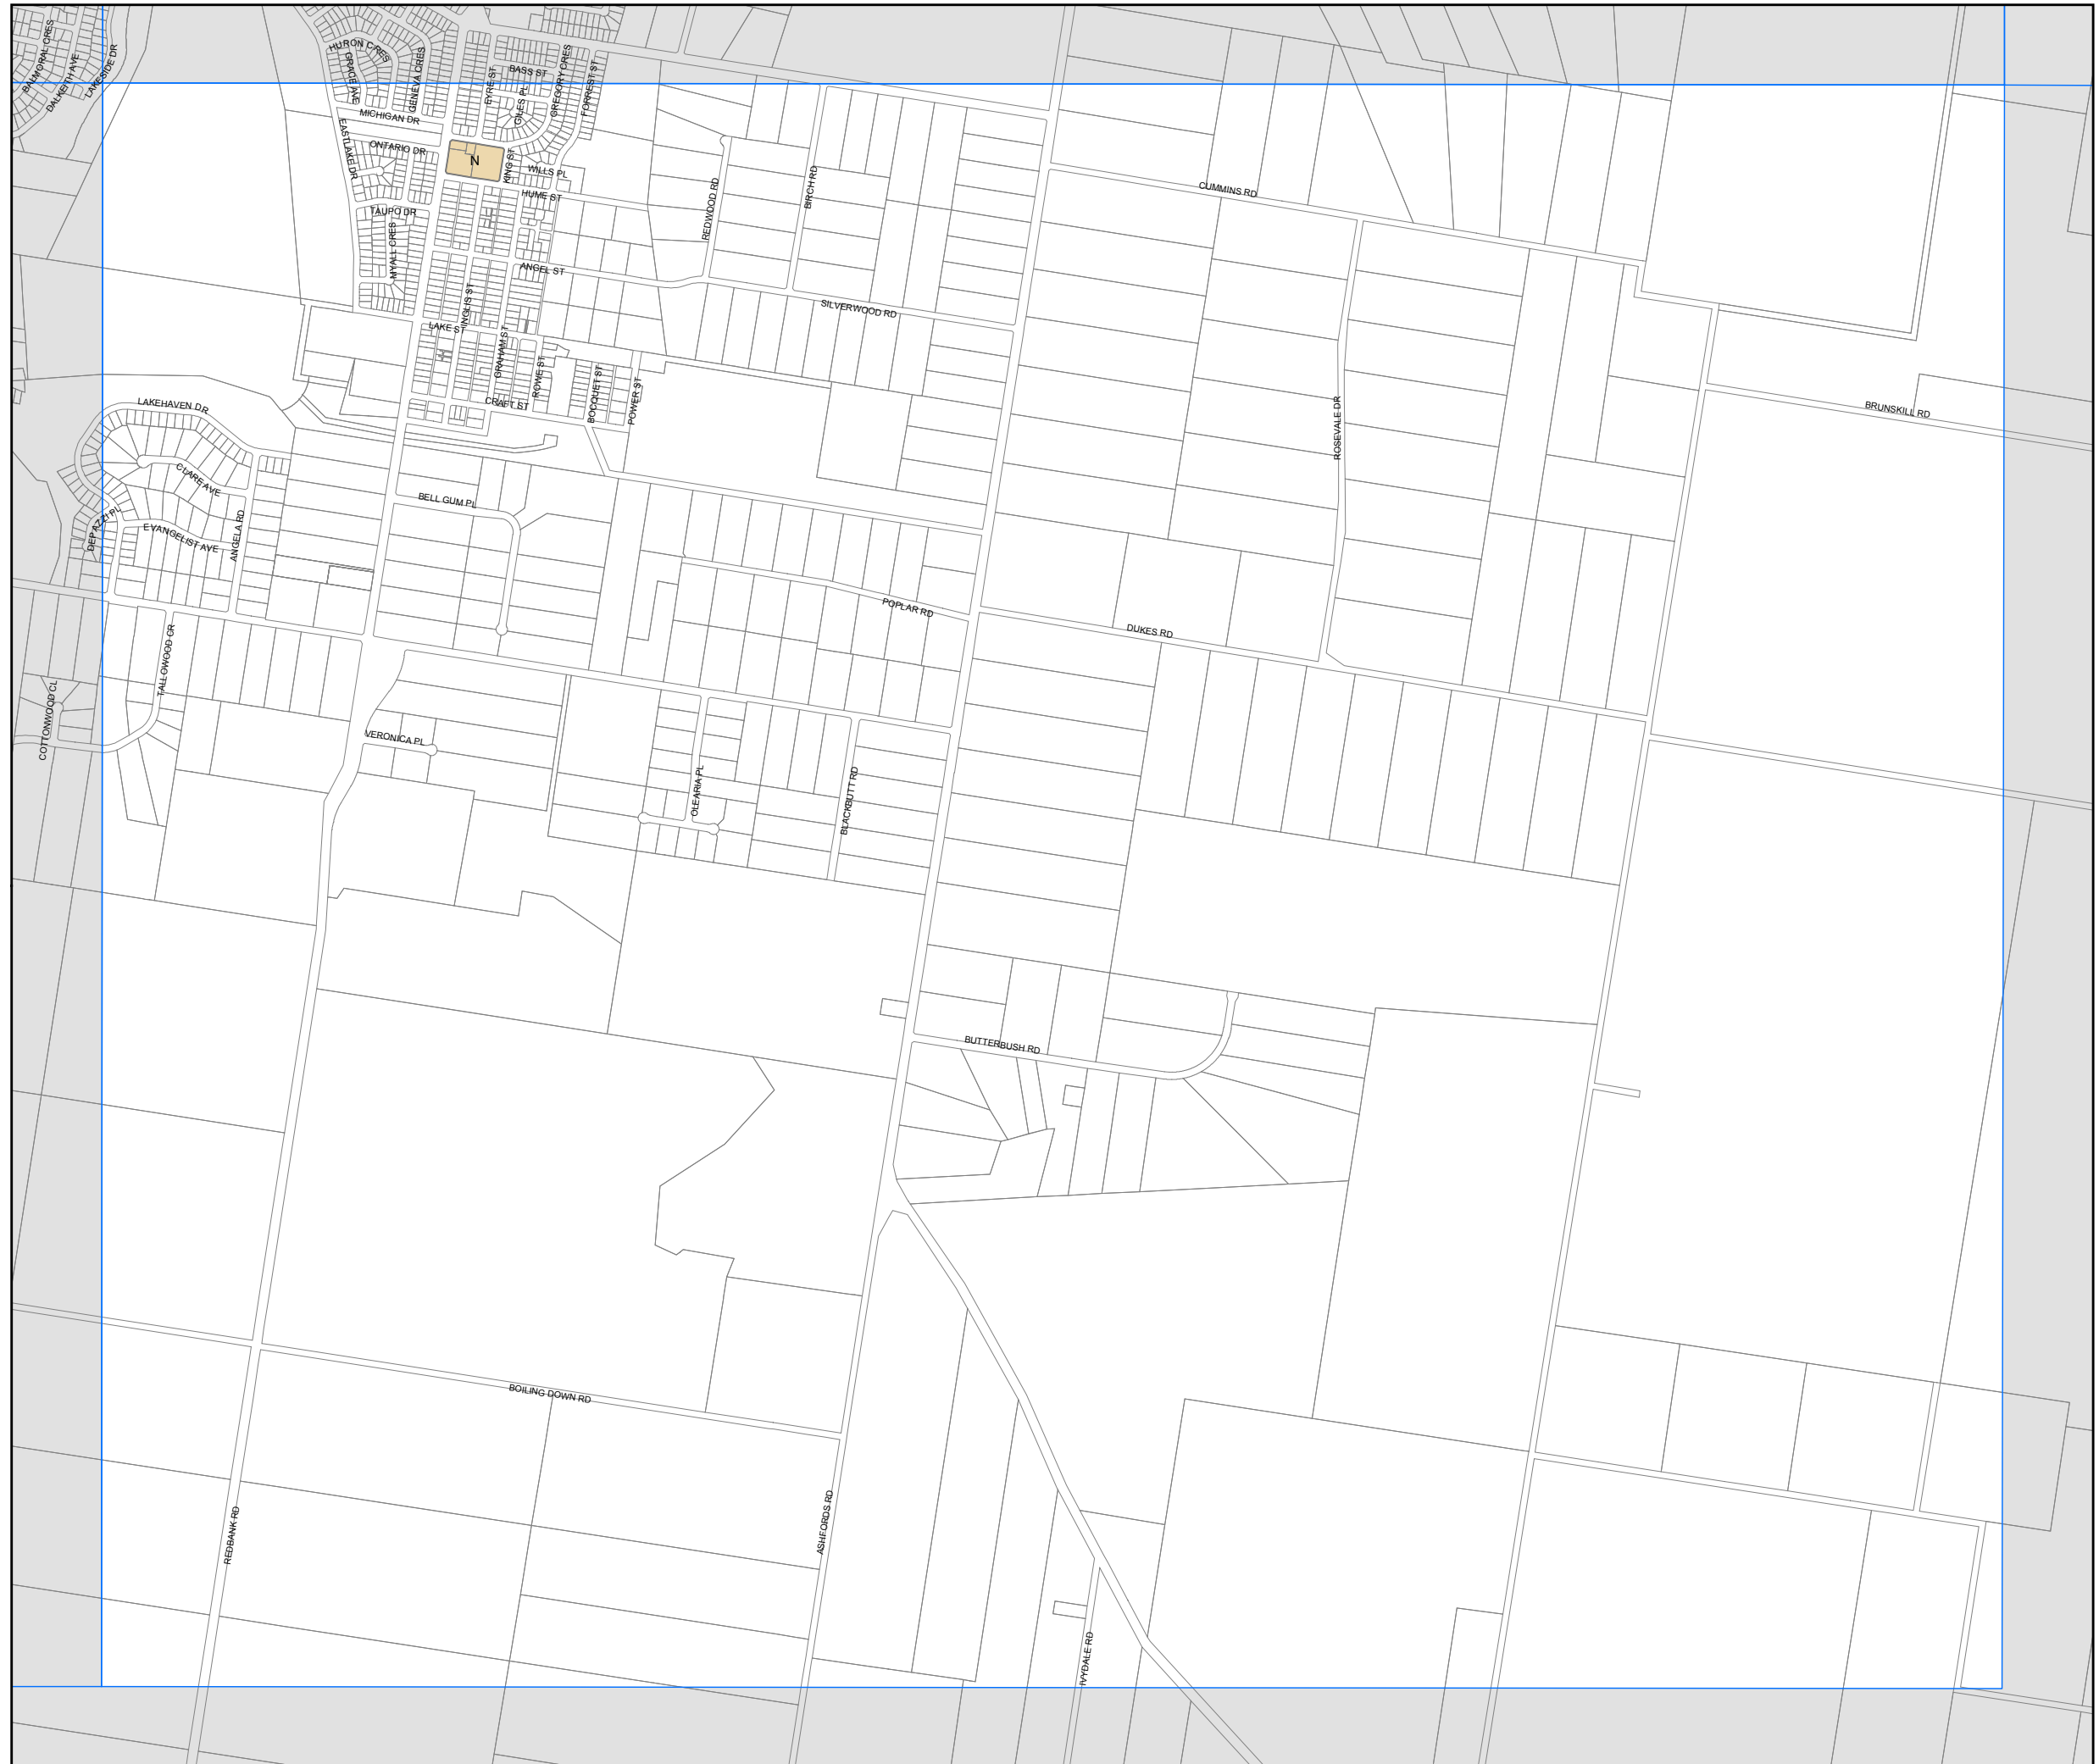 BALMORAL CRES
DALKEITH AVE
LAKESIDE DR
HURON CRES
GRACE AVE
GENEVA CRES
EYRE ST
BASS ST
GILES PL
GREGORY CRES
FORREST ST
MICHIGAN DR
EASTLAKE DR
ONTARIO DR
N
KING ST
WILLS PL
HUME ST
TAUPO DR
MYALL CRES
ANGEL ST
REDWOOD RD
BIRCH RD
CUMMINS RD
INGLIS ST
SILVERWOOD RD
LAKE ST
GRAHAM ST
ROWE ST
BOCQUET ST
POWER ST
CRAFT ST
LAKEHAVEN DR
BRUNSKILL RD
ROSEVALE DR
CLARE AVE
BELL GUM PL
DEPAZZI PL
EVANGELIST AVE
ANGELA RD
POPLAR RD
DUKES RD
TALLOWOOD CR
COTTONWOOD CL
VERONICA PL
OLEARIA PL
BLACKBUTT RD
BUTTERBUSH RD
BOILING DOWN RD
REDBANK RD
ASHFORDS RD
IVYDALE RD